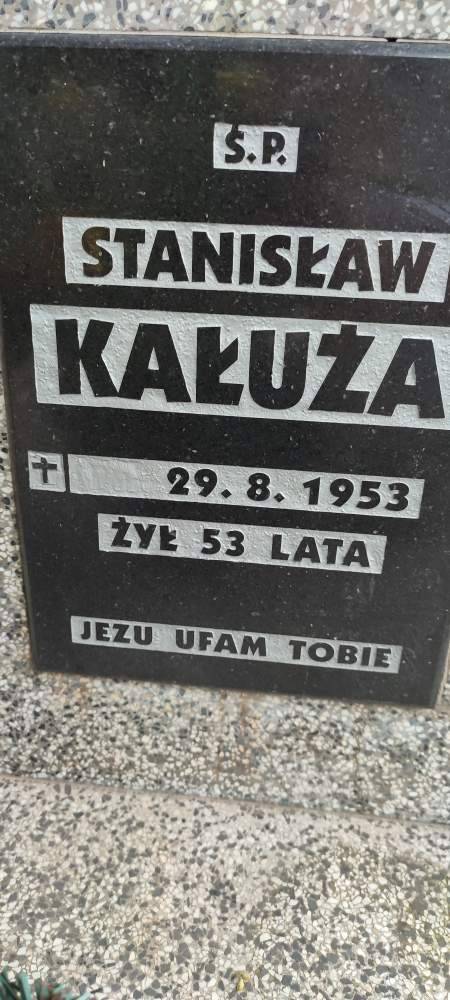 Ś.P.
STANISŁAW
KAŁUŻA
✝ 29.8.1953
ŻYŁ 53 LATA
JEZU UFAM TOBIE